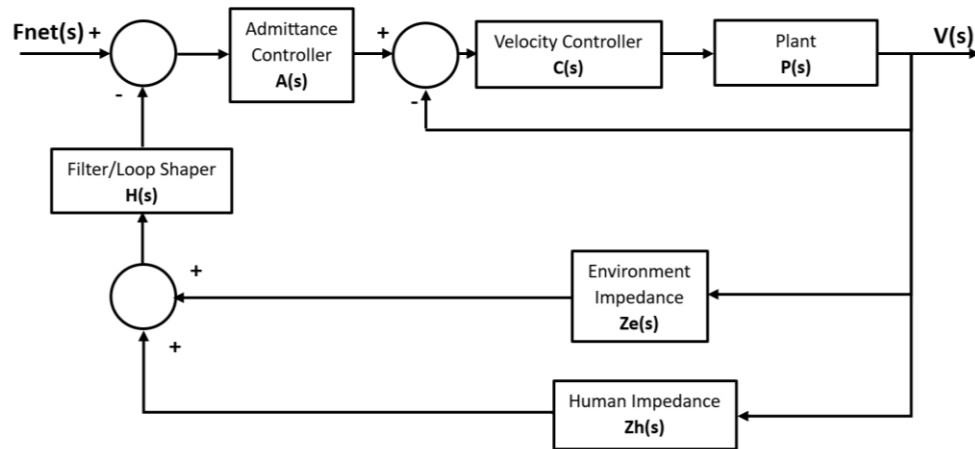 Fnet(s) +
-
Admittance
Controller
A(s)
+
-
Velocity Controller
C(s)
Plant
P(s)
V(s)
Filter/Loop Shaper
H(s)
+
+
Environment
Impedance
Ze(s)
Human Impedance
Zh(s)